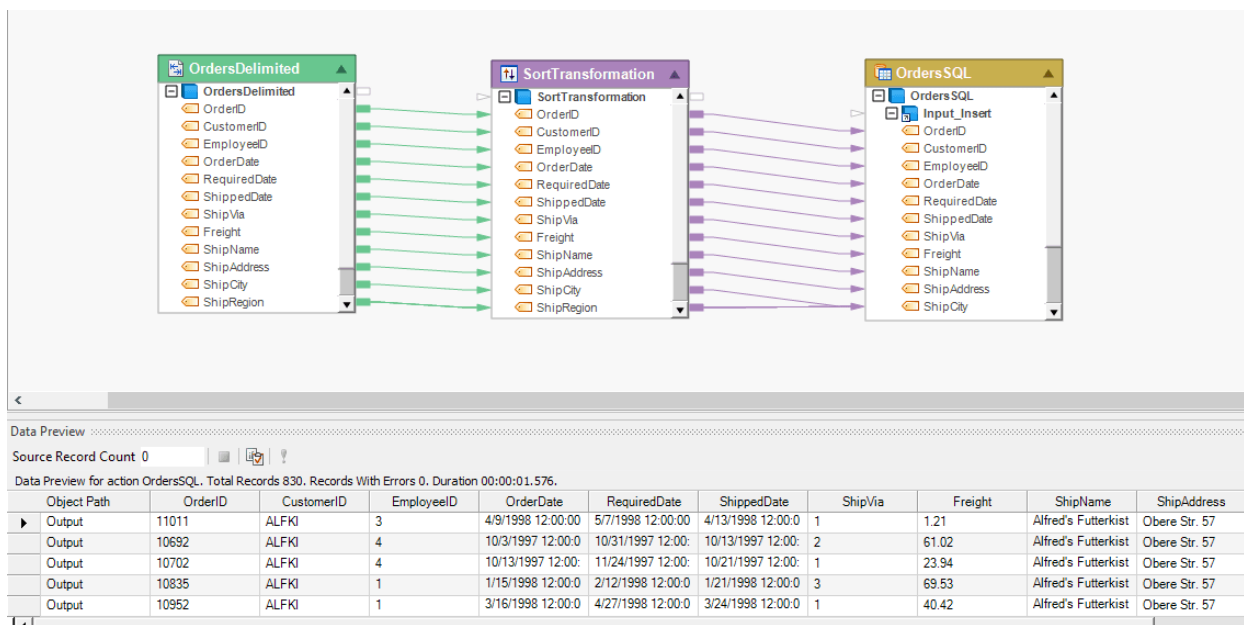 OrdersDelimited
OrdersDelimited
OrderID
CustomerID
EmployeeID
OrderDate
RequiredDate
ShippedDate
ShipVia
Freight
ShipName
ShipAddress
ShipCity
ShipRegion
SortTransformation
SortTransformation
OrderID
CustomerID
EmployeeID
OrderDate
RequiredDate
ShippedDate
ShipVia
Freight
ShipName
ShipAddress
ShipCity
ShipRegion
OrdersSQL
OrdersSQL
Input_Insert
OrderID
CustomerID
EmployeeID
OrderDate
RequiredDate
ShippedDate
ShipVia
Freight
ShipName
ShipAddress
ShipCity
Data Preview
Source Record Count 0
Data Preview for action OrdersSQL. Total Records 830. Records With Errors 0. Duration 00:00:01.576.
Object Path OrderID CustomerID EmployeeID OrderDate RequiredDate ShippedDate ShipVia Freight ShipName ShipAddress
Output 11011 ALFKI 3 4/9/1998 12:00:00 5/7/1998 12:00:00 4/13/1998 12:00:0 1 1.21 Alfred's Futterkist Obere Str. 57
Output 10692 ALFKI 4 10/3/1997 12:00:0 10/31/1997 12:00: 10/13/1997 12:00: 2 61.02 Alfred's Futterkist Obere Str. 57
Output 10702 ALFKI 4 10/13/1997 12:00: 11/24/1997 12:00: 10/21/1997 12:00: 1 23.94 Alfred's Futterkist Obere Str. 57
Output 10835 ALFKI 1 1/15/1998 12:00:0 2/12/1998 12:00:0 1/21/1998 12:00:0 3 69.53 Alfred's Futterkist Obere Str. 57
Output 10952 ALFKI 1 3/16/1998 12:00:0 4/27/1998 12:00:0 3/24/1998 12:00:0 1 40.42 Alfred's Futterkist Obere Str. 57